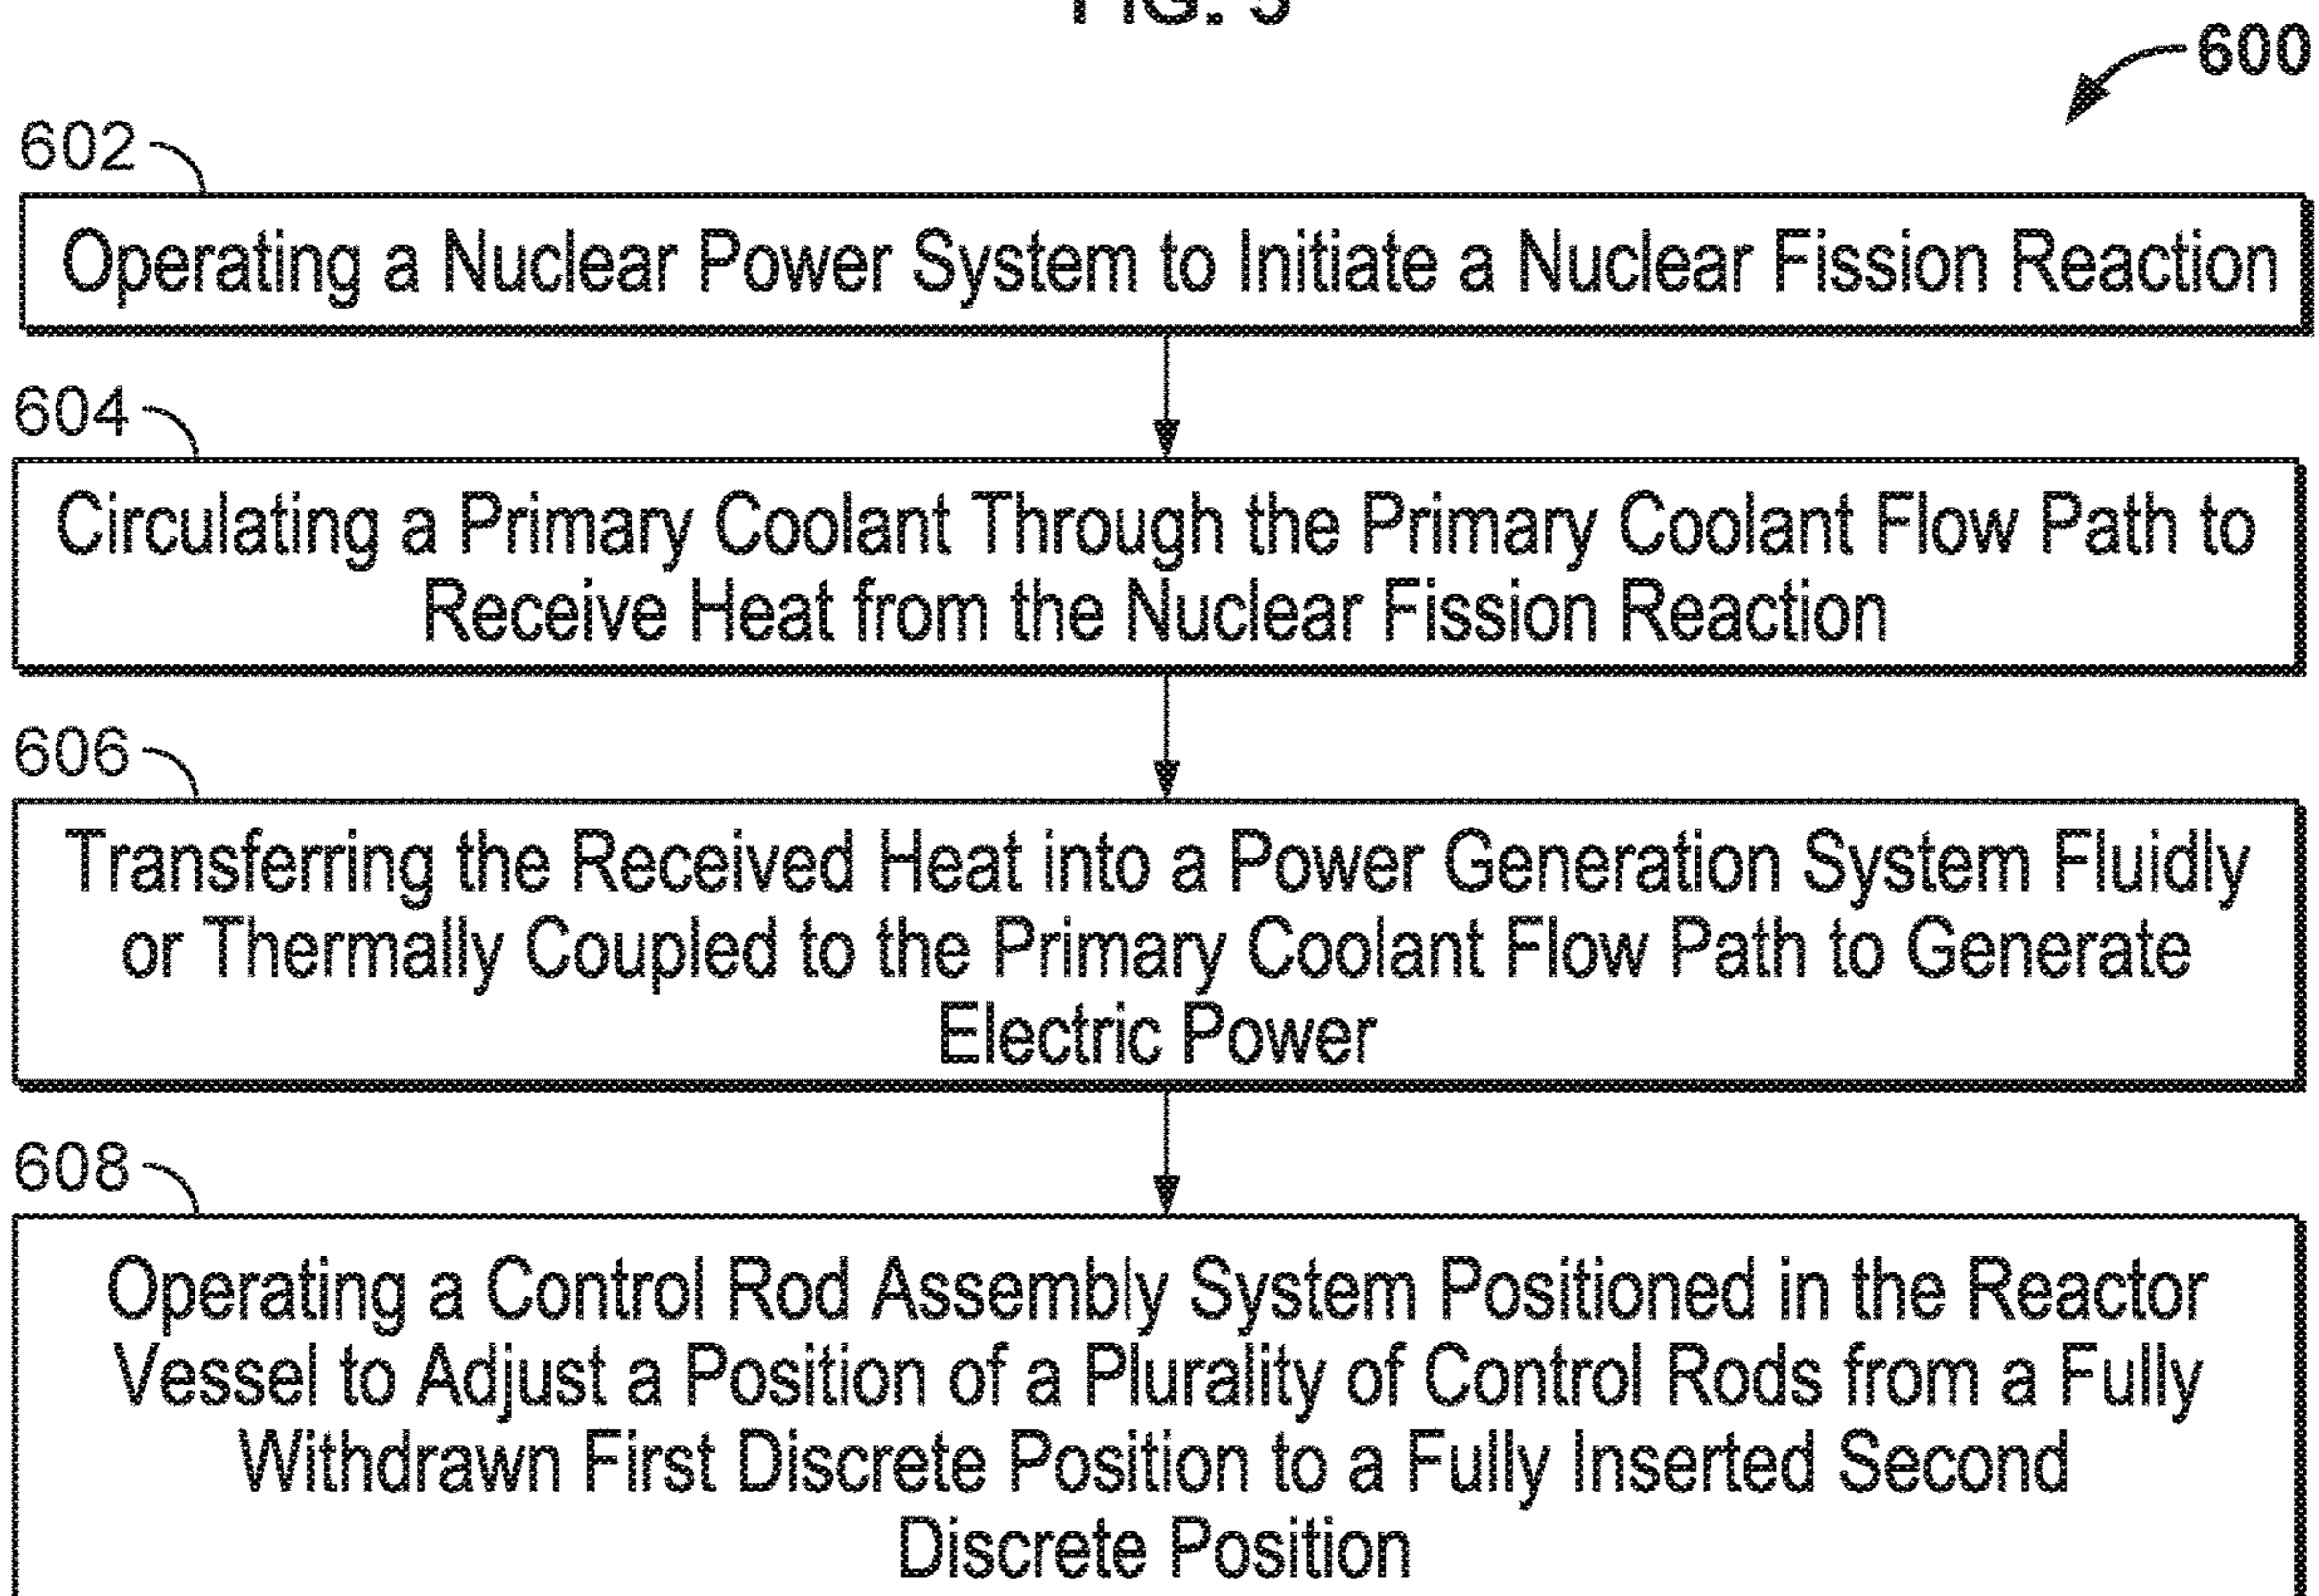 FIG. 5
600
602
Operating a Nuclear Power System to Initiate a Nuclear Fission Reaction
604
Circulating a Primary Coolant Through the Primary Coolant Flow Path to
Receive Heat from the Nuclear Fission Reaction
606
Transferring the Received Heat into a Power Generation System Fluidly
or Thermally Coupled to the Primary Coolant Flow Path to Generate
Electric Power
608
Operating a Control Rod Assembly System Positioned in the Reactor
Vessel to Adjust a Position of a Plurality of Control Rods from a Fully
Withdrawn First Discrete Position to a Fully Inserted Second
Discrete Position